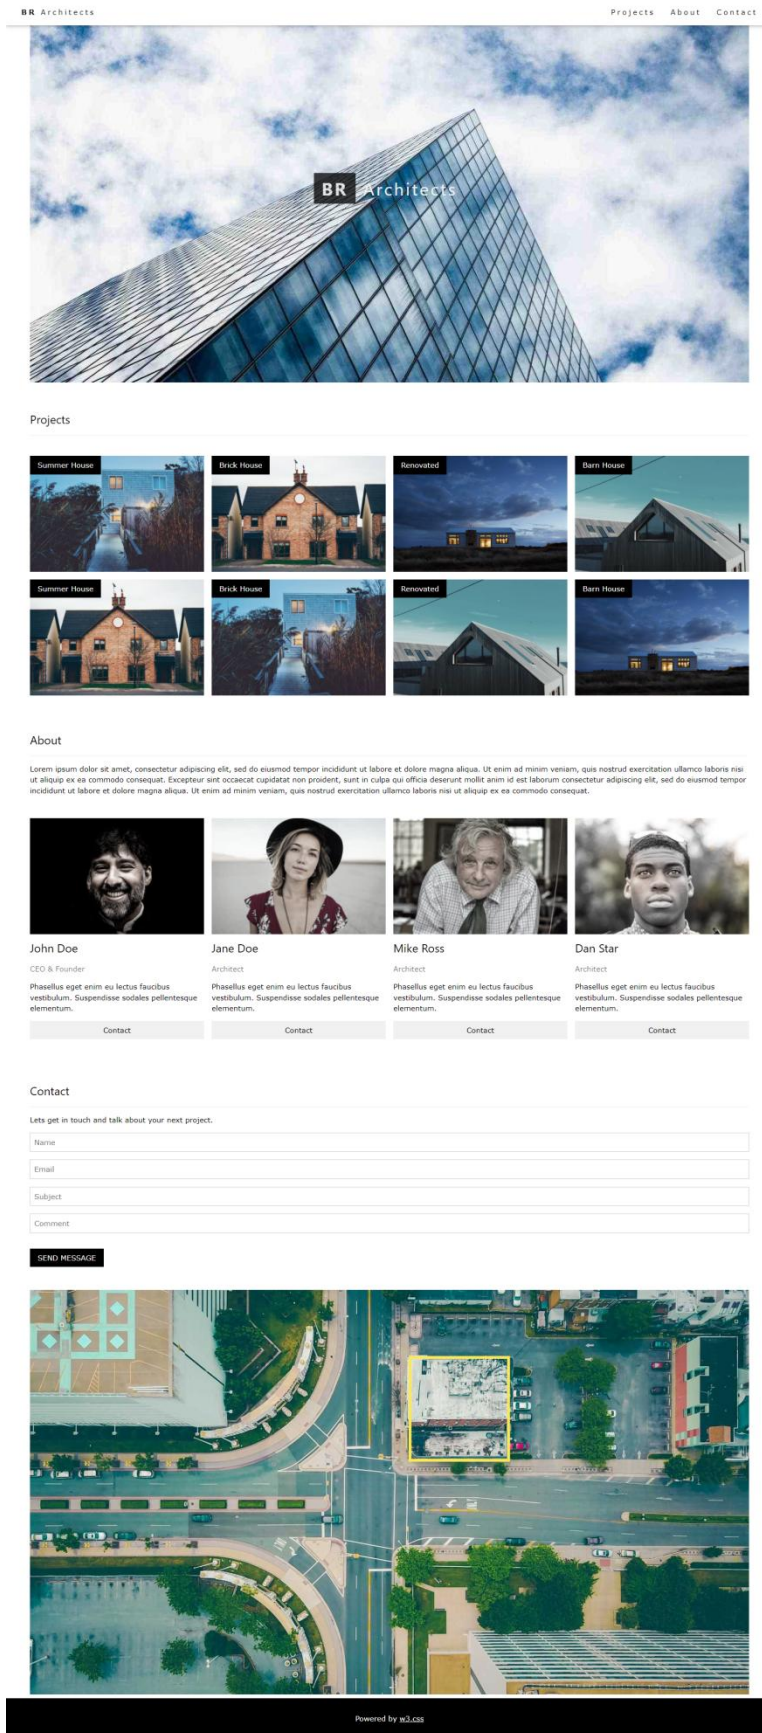 BR Architects
Projects About Contact
BR Architects
Projects
Summer House
Brick House
Renovated
Barn House
Summer House
Brick House
Renovated
Barn House
About
Lorem ipsum dolor sit amet, consectetur adipiscing elit, sed do eiusmod tempor incididunt ut labore et dolore magna aliqua. Ut enim ad minim veniam, quis nostrud exercitation ullamco laboris nisi
ut aliquip ex ea commodo consequat. Excepteur sint occaecat cupidatat non proident, sunt in culpa qui officia deserunt mollit anim id est laborum consectetur adipiscing elit, sed do eiusmod tempor
incididunt ut labore et dolore magna aliqua. Ut enim ad minim veniam, quis nostrud exercitation ullamco laboris nisi ut aliquip ex ea commodo consequat.
John Doe
CEO & Founder
Phasellus eget enim eu lectus faucibus
vestibulum. Suspendisse sodales pellentesque
elementum.
Contact
Jane Doe
Architect
Phasellus eget enim eu lectus faucibus
vestibulum. Suspendisse sodales pellentesque
elementum.
Contact
Mike Ross
Architect
Phasellus eget enim eu lectus faucibus
vestibulum. Suspendisse sodales pellentesque
elementum.
Contact
Dan Star
Architect
Phasellus eget enim eu lectus faucibus
vestibulum. Suspendisse sodales pellentesque
elementum.
Contact
Contact
Lets get in touch and talk about your next project.
Name
Email
Subject
Comment
SEND MESSAGE
Powered by w3.css